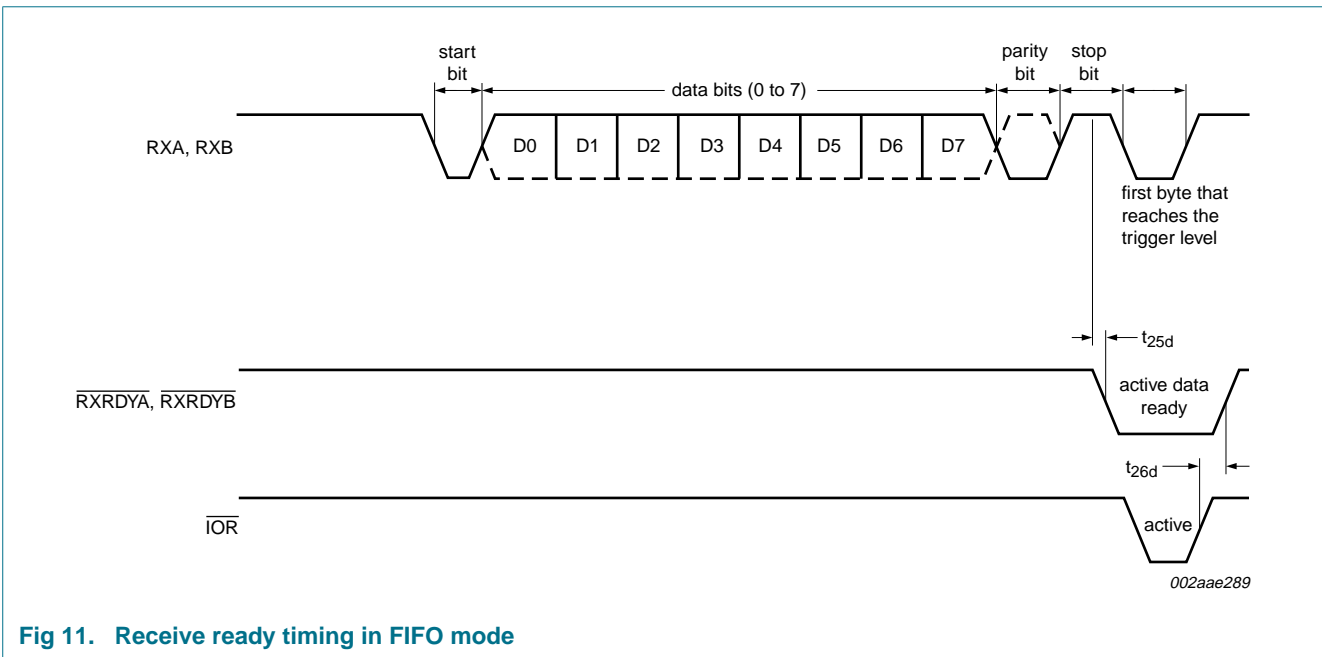 start
bit
data bits (0 to 7)
parity
bit
stop
bit
RXA, RXB
D0 D1 D2 D3 D4 D5 D6 D7
first byte that
reaches the
trigger level
t25d
RXRDYA, RXRDYB
active data
ready
t26d
IOR
active
002aae289
Fig 11. Receive ready timing in FIFO mode